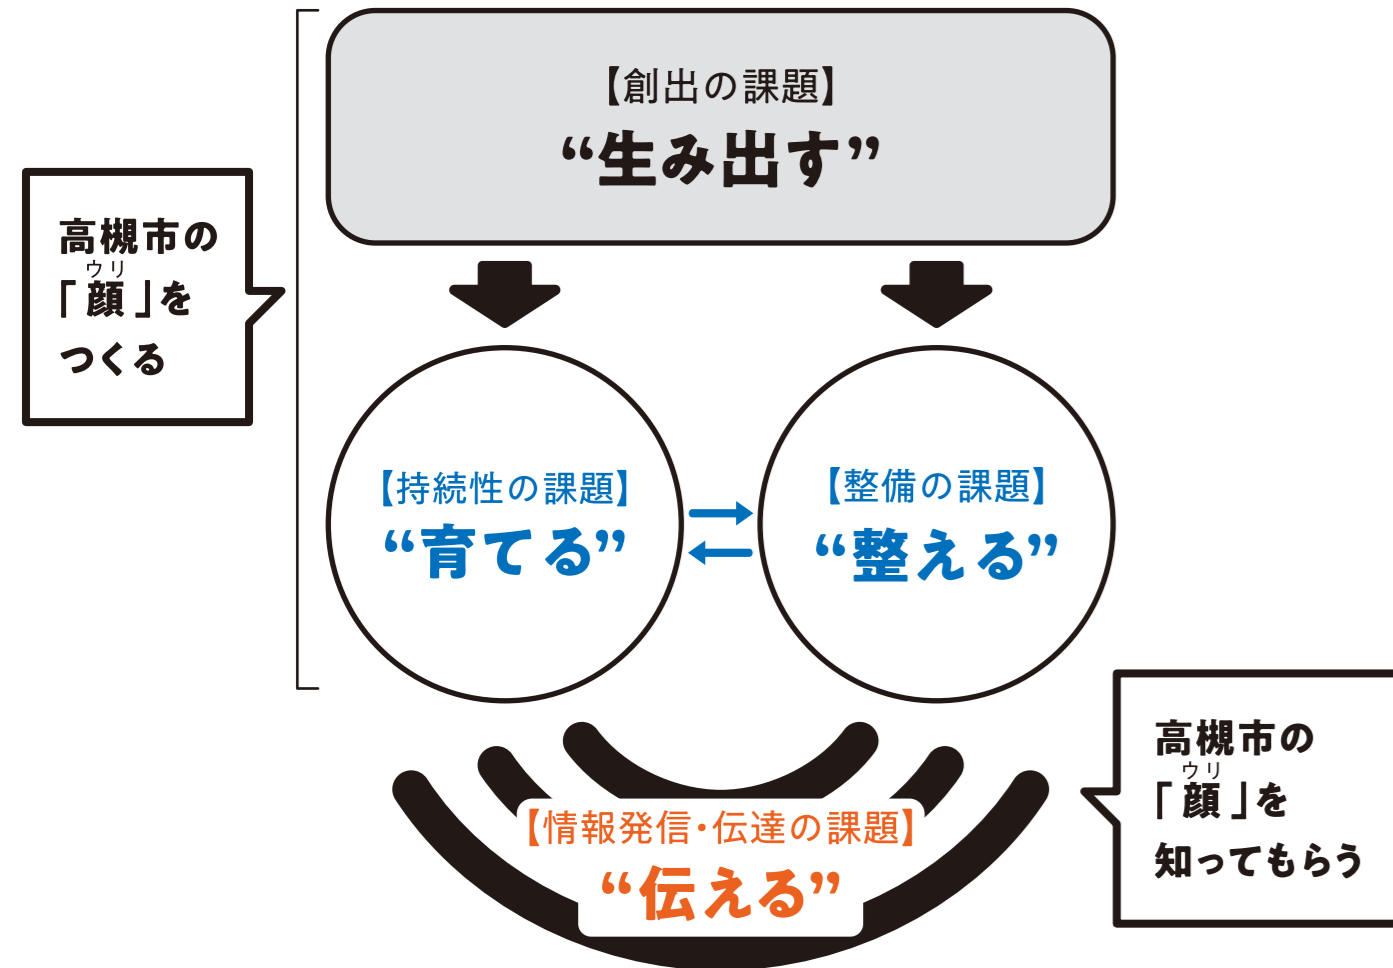 【創出の課題】
“生み出す”
高槻市の
ウリ
「顔」を
つくる
【持続性の課題】
“育てる”
【整備の課題】
“整える”
【情報発信・伝達の課題】
“伝える”
高槻市の
ウリ
「顔」を
知ってもらう